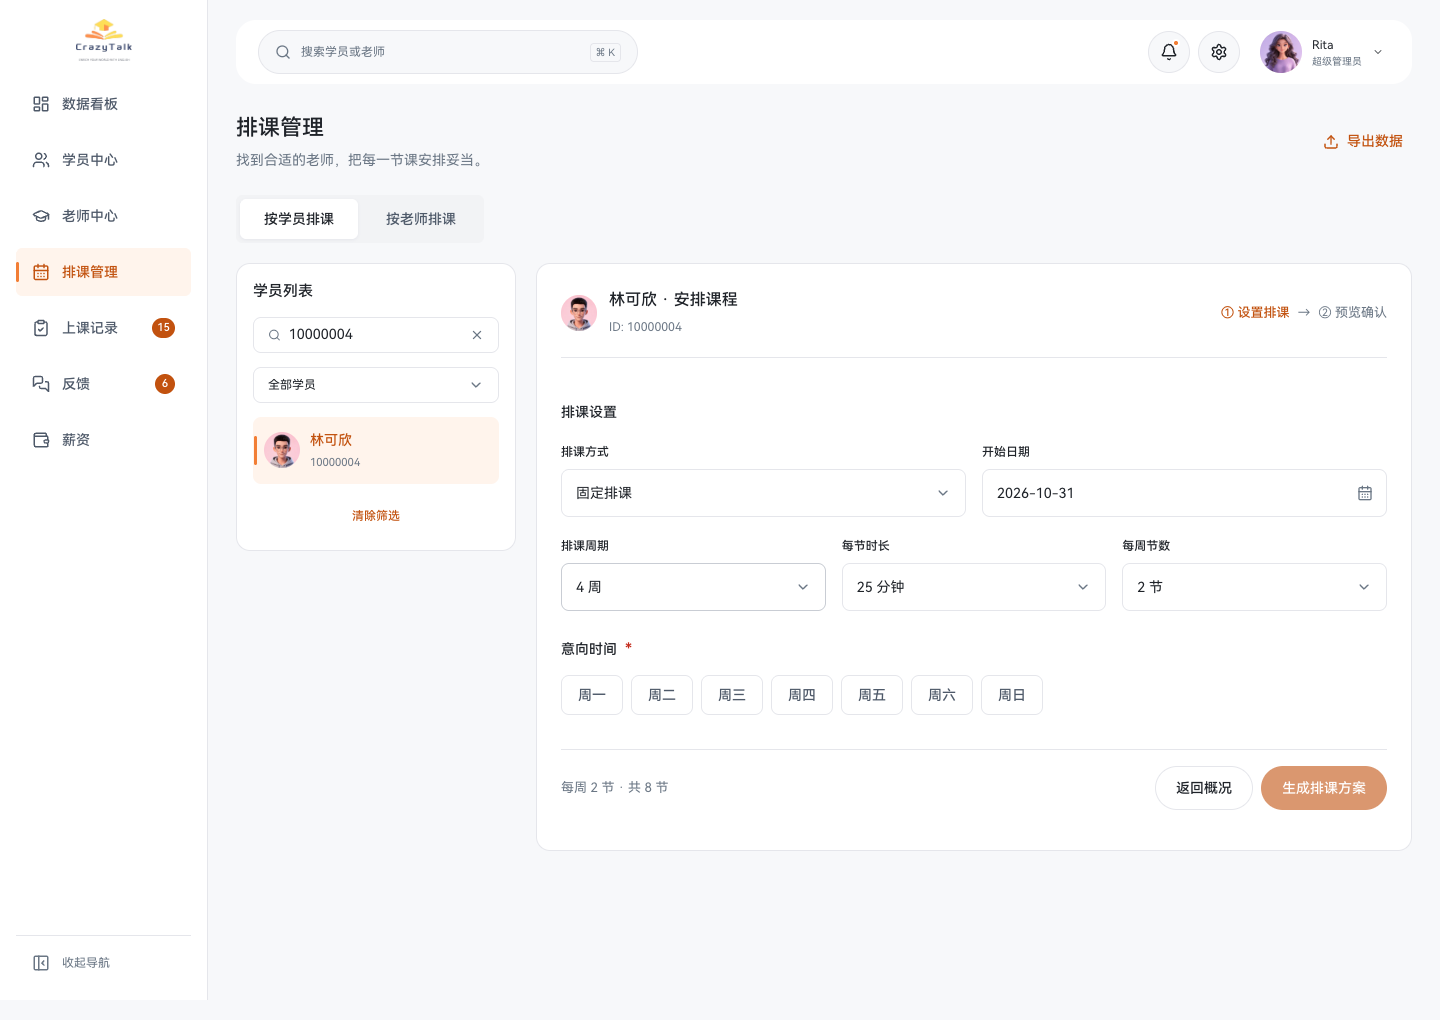 CrazyTalk
搜索学员或老师
⌘ K
Rita
超级管理员
数据看板
学员中心
老师中心
排课管理
上课记录
15
反馈
6
薪资
收起导航
排课管理
找到合适的老师，把每一节课安排妥当。
导出数据
按学员排课
按老师排课
学员列表
10000004
全部学员
林可欣
10000004
清除筛选
林可欣 · 安排课程
ID: 10000004
① 设置排课 → ② 预览确认
排课设置
排课方式
开始日期
固定排课
2026-10-31
排课周期
每节时长
每周节数
4 周
25 分钟
2 节
意向时间 *
周一
周二
周三
周四
周五
周六
周日
每周 2 节 · 共 8 节
返回概况
生成排课方案